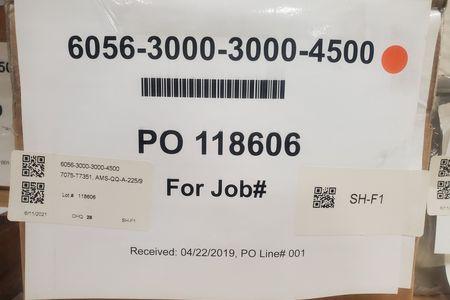 6056-3000-3000-4500
PO 118606
6056-3000-3000-4500
7075-T7351, AMS-QQ-A-225/9
Lot # 118606
6/11/2021 OHQ 28 SH-F1
For Job#
SH-F1
Received: 04/22/2019, PO Line# 001